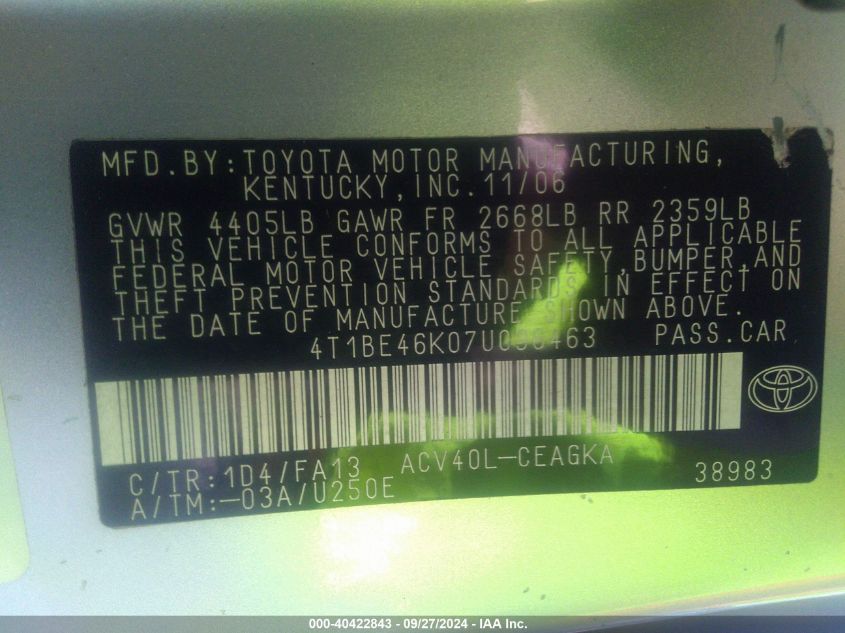 MFD.BY:TOYOTA MOTOR MANUFACTURING,
KENTUCKY,INC.11/06
GVWR 4405LB GAWR FR 2668LB RR 2359LB
THIS VEHICLE CONFORMS TO ALL APPLICABLE
FEDERAL MOTOR VEHICLE SAFETY,BUMPER,AND
THEFT PREVENTION STANDARDS IN EFFECT ON
THE DATE OF MANUFACTURE SHOWN ABOVE.
PASS.CAR
C/TR:1D4/FA13 ACV40L-CEAGKA
A/TM:-03A/U250E 38983
000-40422843 - 09/27/2024 - IAA Inc.